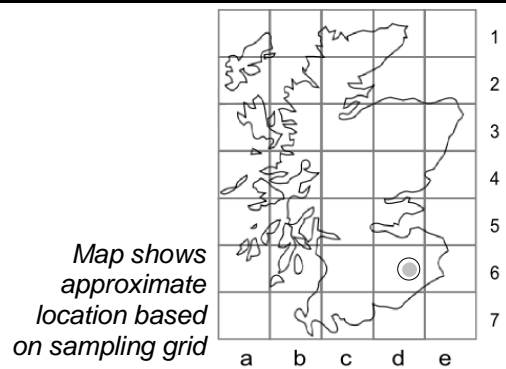 Map shows
approximate
location based
on sampling grid
1
2
3
4
5
6
7
a b c d e